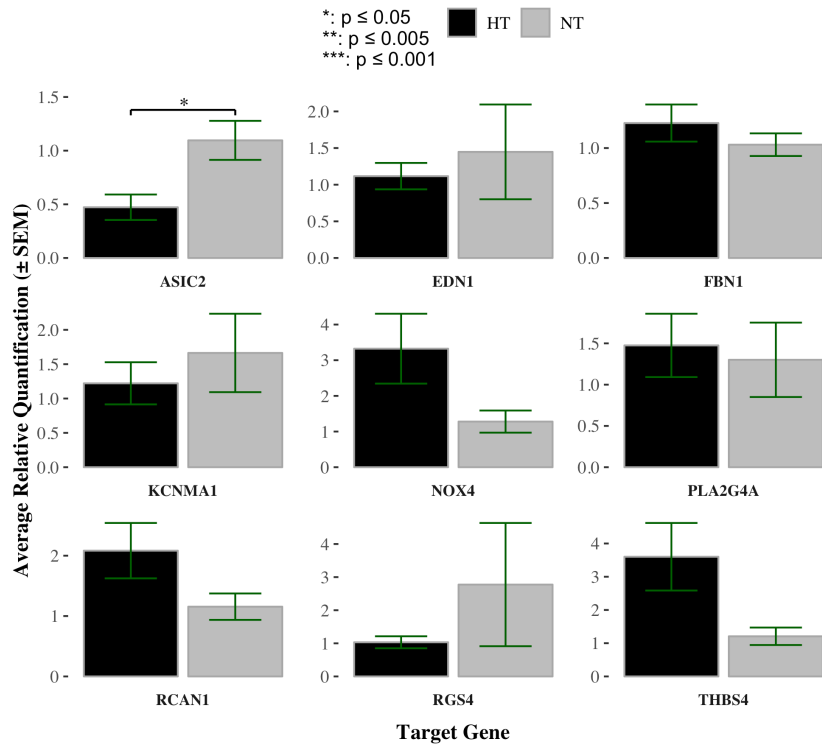 *: p ≤ 0.05
**: p ≤ 0.005
***: p ≤ 0.001
HT
NT
Average Relative Quantification (± SEM)
1.5
1.0
0.5
0.0
*
ASIC2
2.0
1.5
1.0
0.5
0.0
EDN1
1.0
0.5
0.0
FBN1
2.0
1.5
1.0
0.5
0.0
KCNMA1
4
3
2
1
0
NOX4
1.5
1.0
0.5
0.0
PLA2G4A
2
1
0
RCAN1
4
3
2
1
0
RGS4
4
3
2
1
0
THBS4
Target Gene